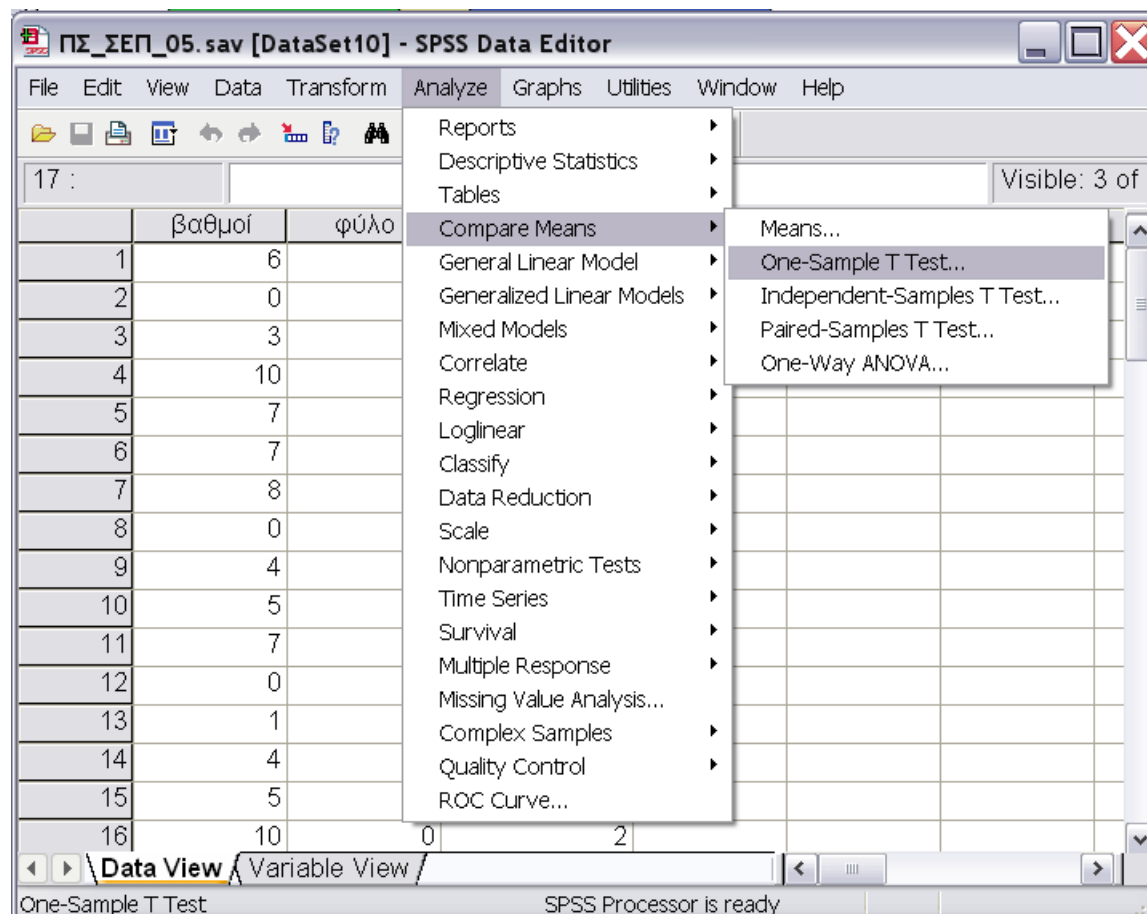 ΠΣ_ΣΕΠ_05.sav [DataSet10] - SPSS Data Editor
File Edit View Data Transform Analyze Graphs Utilities Window Help
17 :
Visible: 3 of
βαθμοί φύλο
1 6
2 0
3 3
4 10
5 7
6 7
7 8
8 0
9 4
10 5
11 7
12 0
13 1
14 4
15 5
16 10 0 2
Reports
Descriptive Statistics
Tables
Compare Means
General Linear Model
Generalized Linear Models
Mixed Models
Correlate
Regression
Loglinear
Classify
Data Reduction
Scale
Nonparametric Tests
Time Series
Survival
Multiple Response
Missing Value Analysis...
Complex Samples
Quality Control
ROC Curve...
Means...
One-Sample T Test...
Independent-Samples T Test...
Paired-Samples T Test...
One-Way ANOVA...
Data View Variable View
One-Sample T Test SPSS Processor is ready